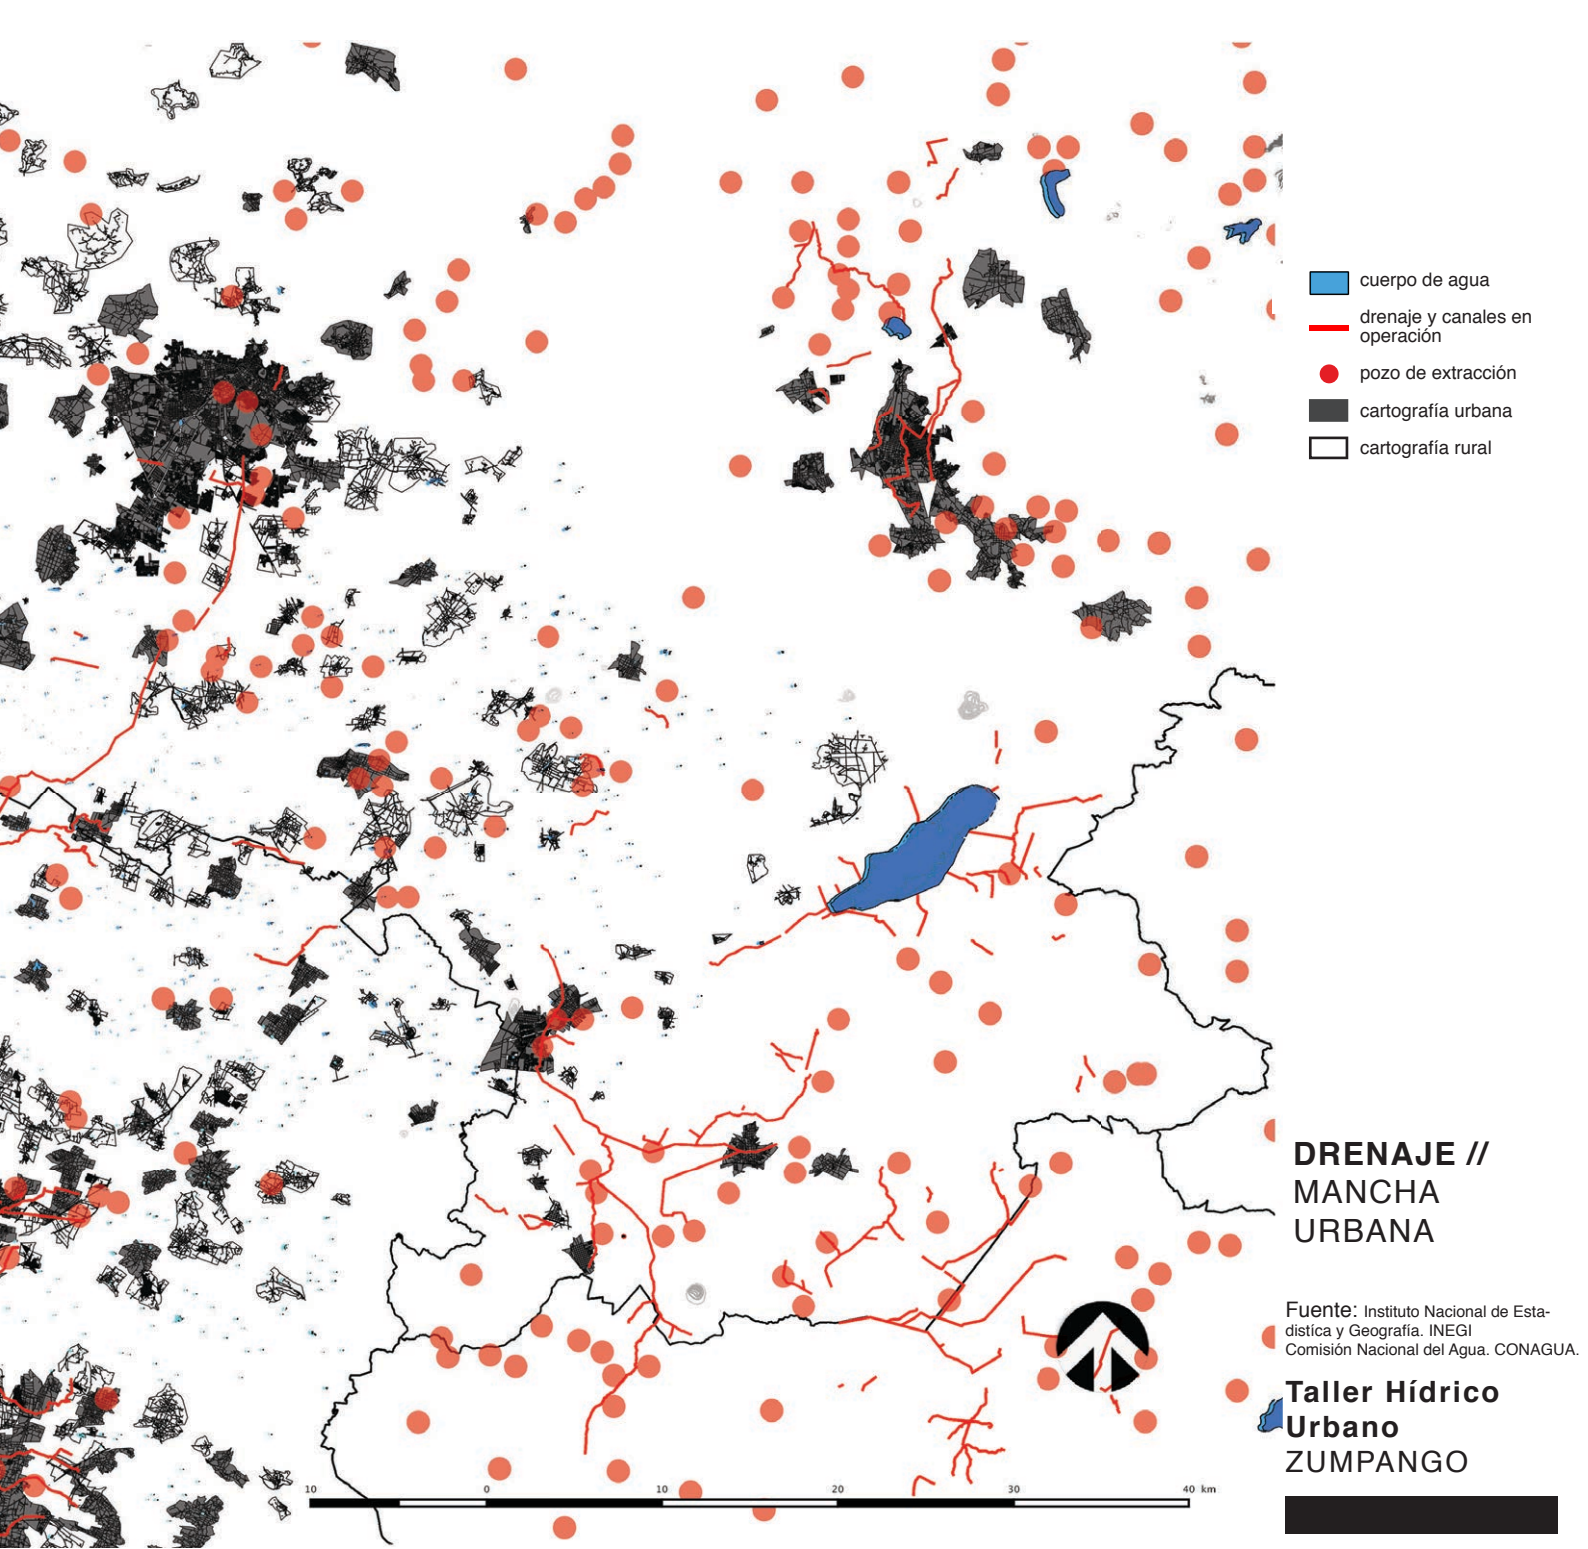 cuerpo de agua
drenaje y canales en
operación
pozo de extracción
cartografía urbana
cartografía rural
DRENAJE //
MANCHA
URBANA
Fuente: Instituto Nacional de Esta-
distíca y Geografía. INEGI
Comisión Nacional del Agua. CONAGUA.
Taller Hídrico
Urbano
ZUMPANGO
10 0 10 20 30 40 km